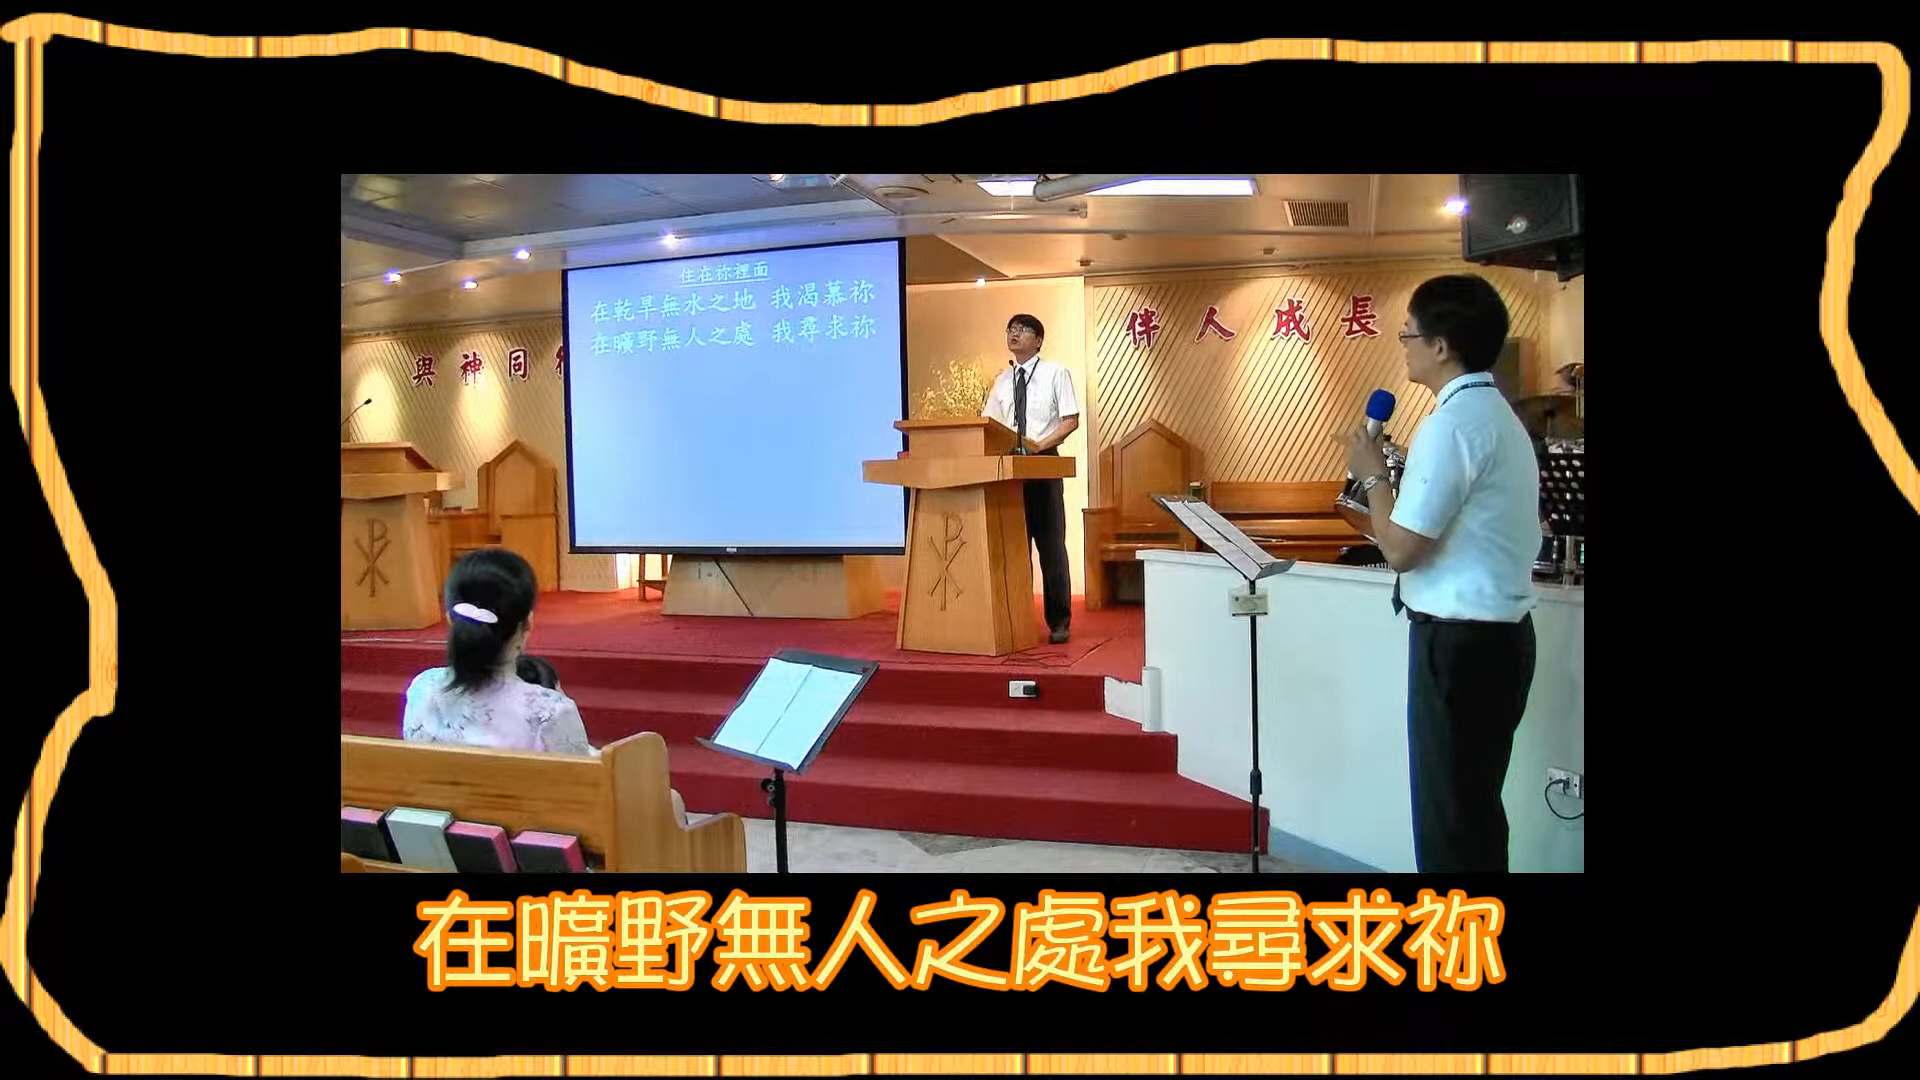 住在祢裡面
在乾旱無水之地 我渴慕祢
在曠野無人之處 我尋求祢
與神同
伴人成長
在曠野無人之處我尋求祢